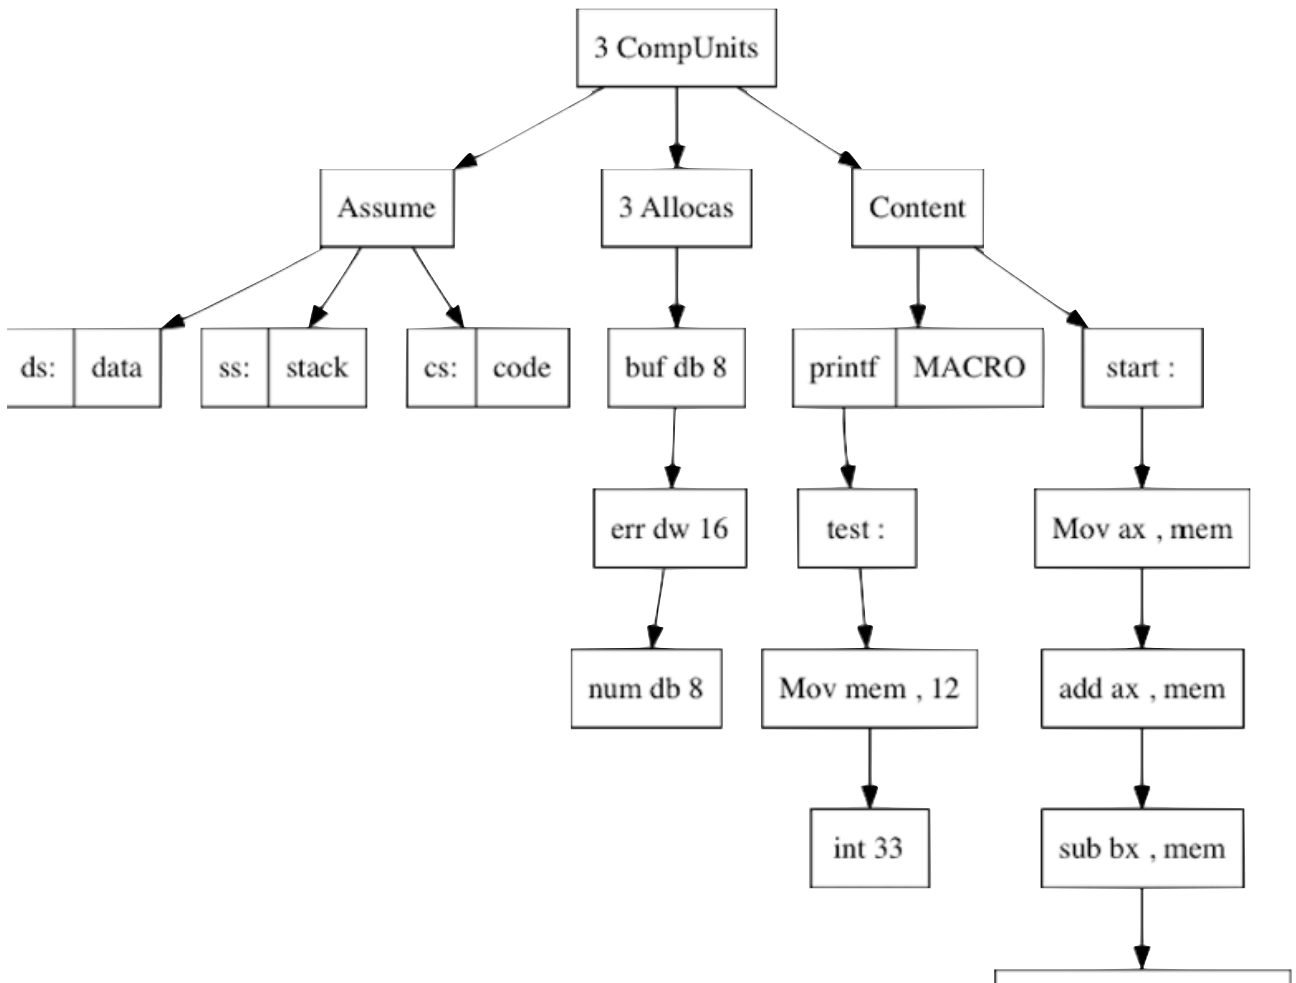 3 CompUnits
Assume
3 Allocas
Content
ds: data
ss: stack
cs: code
buf db 8
printf MACRO
start :
err dw 16
test :
Mov ax , mem
num db 8
Mov mem , 12
add ax , mem
int 33
sub bx , mem